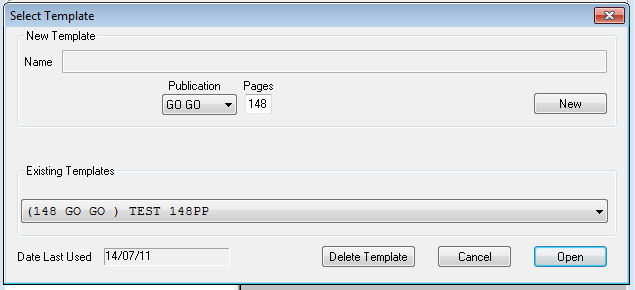 Select Template
New Template
Name
Publication Pages
GO GO 148
New
Existing Templates
(148 GO GO ) TEST 148PP
Date Last Used 14/07/11 Delete Template Cancel Open